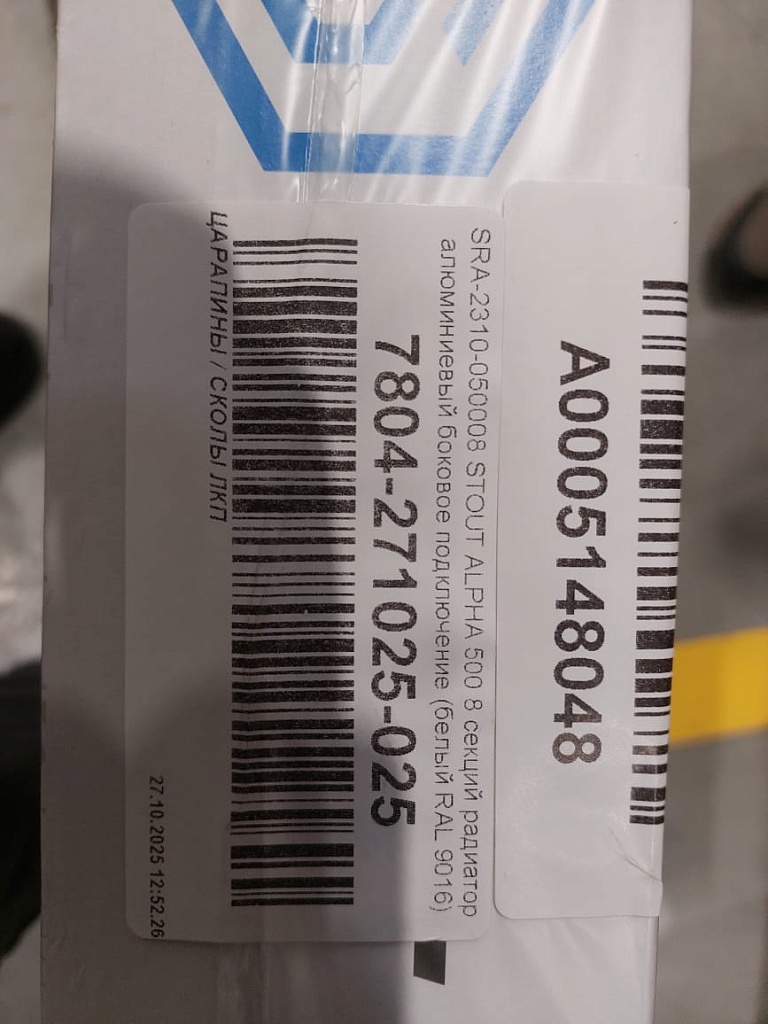 A0005148048
SRA-2310-050008 STOUT ALPHA 500 8 секций радиатор
алюминиевый боковое подключение (белый RAL 9016)
7804-271025-025
ЦАРАПИНЫ / СКОЛЫ ЛКП
27.10.2025 12:52.26